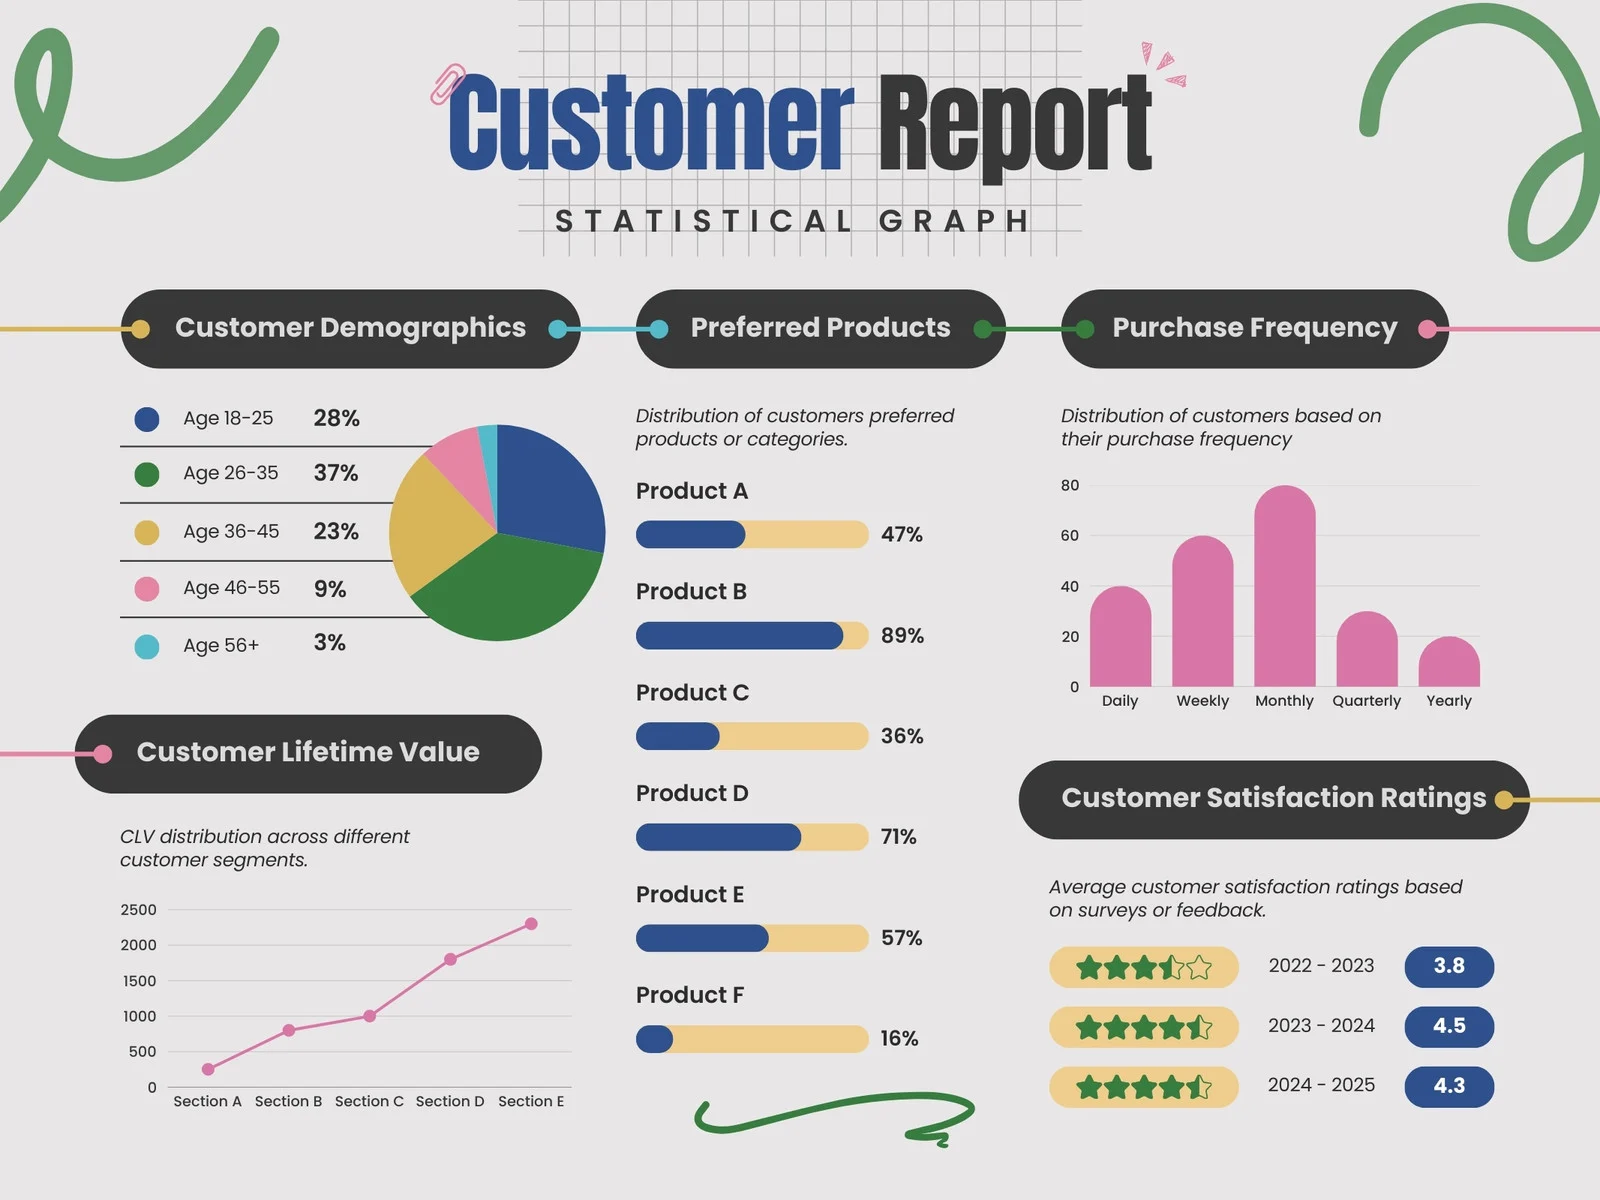 Customer Report
STATISTICAL GRAPH
Customer Demographics
Age 18-25 28%
Age 26-35 37%
Age 36-45 23%
Age 46-55 9%
Age 56+ 3%
Customer Lifetime Value
CLV distribution across different
customer segments.
2500
2000
1500
1000
500
0
Section A Section B Section C Section D Section E
Preferred Products
Distribution of customers preferred
products or categories.
Product A
47%
Product B
89%
Product C
36%
Product D
71%
Product E
57%
Product F
16%
Purchase Frequency
Distribution of customers based on
their purchase frequency
80
60
40
20
0
Daily Weekly Monthly Quarterly Yearly
Customer Satisfaction Ratings
Average customer satisfaction ratings based
on surveys or feedback.
2022 - 2023 3.8
2023 - 2024 4.5
2024 - 2025 4.3